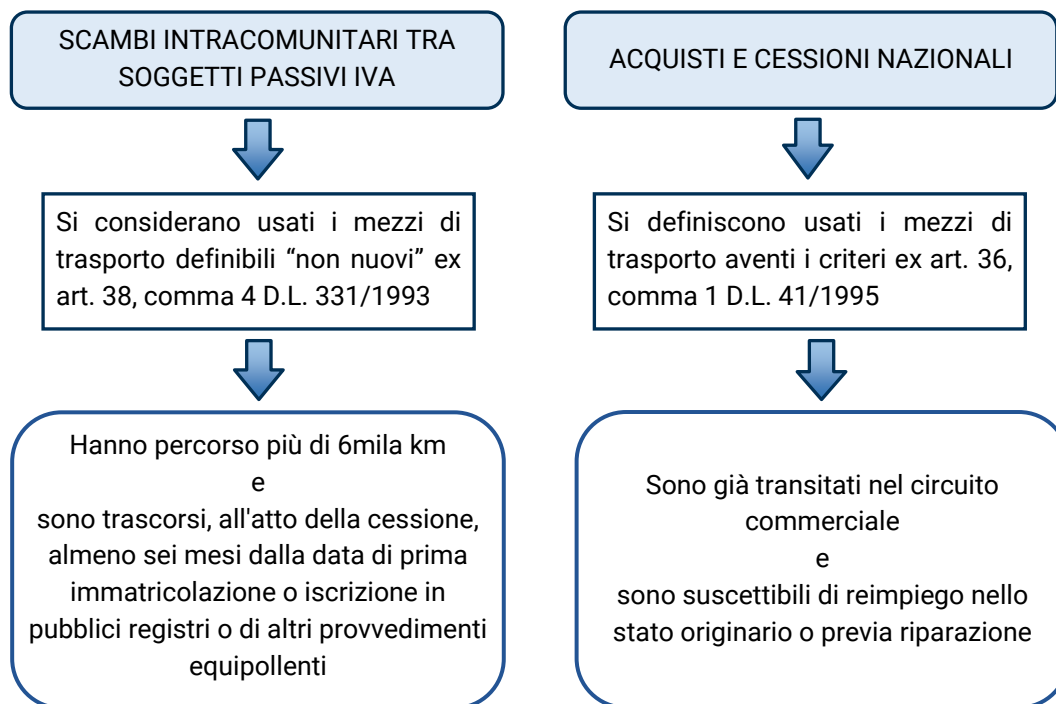 SCAMBI INTRACOMUNITARI TRA
SOGGETTI PASSIVI IVA
Si considerano usati i mezzi di
trasporto definibili “non nuovi” ex
art. 38, comma 4 D.L. 331/1993
Hanno percorso più di 6mila km
e
sono trascorsi, all'atto della cessione,
almeno sei mesi dalla data di prima
immatricolazione o iscrizione in
pubblici registri o di altri provvedimenti
equipollenti
ACQUISTI E CESSIONI NAZIONALI
Si definiscono usati i mezzi di
trasporto aventi i criteri ex art. 36,
comma 1 D.L. 41/1995
Sono già transitati nel circuito
commerciale
e
sono suscettibili di reimpiego nello
stato originario o previa riparazione